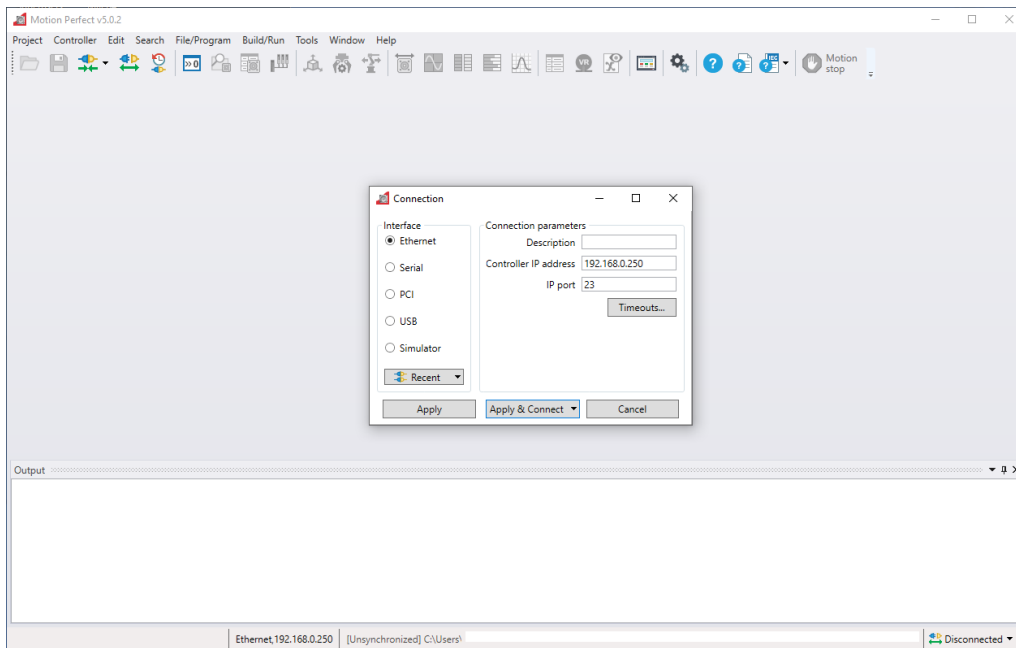 Motion Perfect v5.0.2
Project Controller Edit Search File/Program Build/Run Tools Window Help
Motion
stop
Connection
Interface
Ethernet
Serial
PCI
USB
Simulator
Recent
Connection parameters
Description
Controller IP address 192.168.0.250
IP port 23
Timeouts...
Apply Apply & Connect Cancel
Output
Ethernet,192.168.0.250 [Unsynchronized] C:\Users\ Disconnected